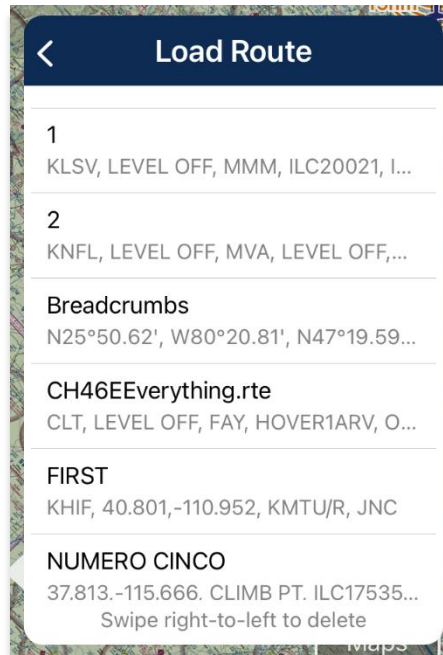 Load Route
1
KLSV, LEVEL OFF, MMM, ILC20021, I...
2
KNFL, LEVEL OFF, MVA, LEVEL OFF,...
Breadcrumbs
N25°50.62', W80°20.81', N47°19.59...
CH46EEverything.rte
CLT, LEVEL OFF, FAY, HOVER1ARV, O...
FIRST
KHIF, 40.801,-110.952, KMTU/R, JNC
NUMERO CINCO
37.813.-115.666. CLIMB PT. ILC17535...
Swipe right-to-left to delete
Maps